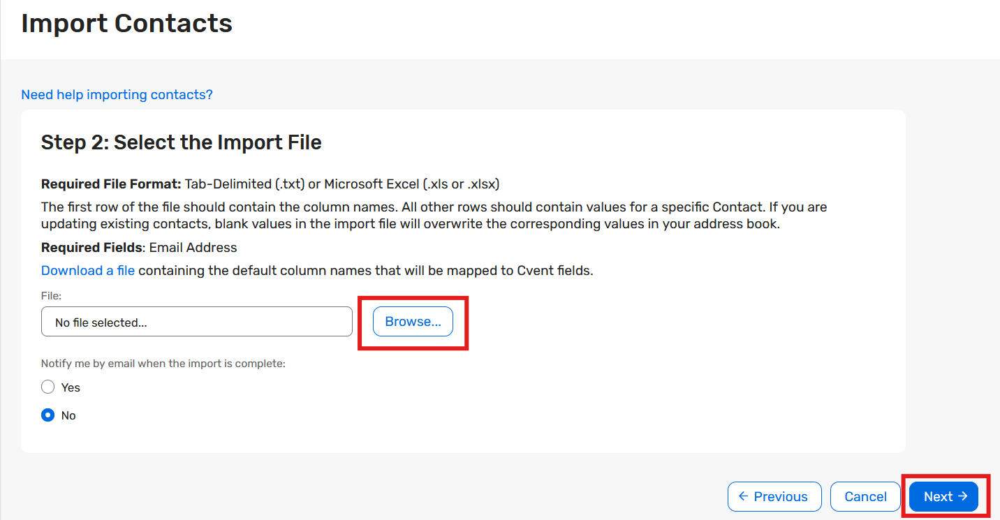 Import Contacts
Need help importing contacts?
Step 2: Select the Import File
Required File Format: Tab-Delimited (.txt) or Microsoft Excel (.xls or .xlsx)
The first row of the file should contain the column names. All other rows should contain values for a specific Contact. If you are
updating existing contacts, blank values in the import file will overwrite the corresponding values in your address book.
Required Fields: Email Address
Download a file containing the default column names that will be mapped to Cvent fields.
File:
No file selected...
Browse...
Notify me by email when the import is complete:
Yes
No
← Previous
Cancel
Next →